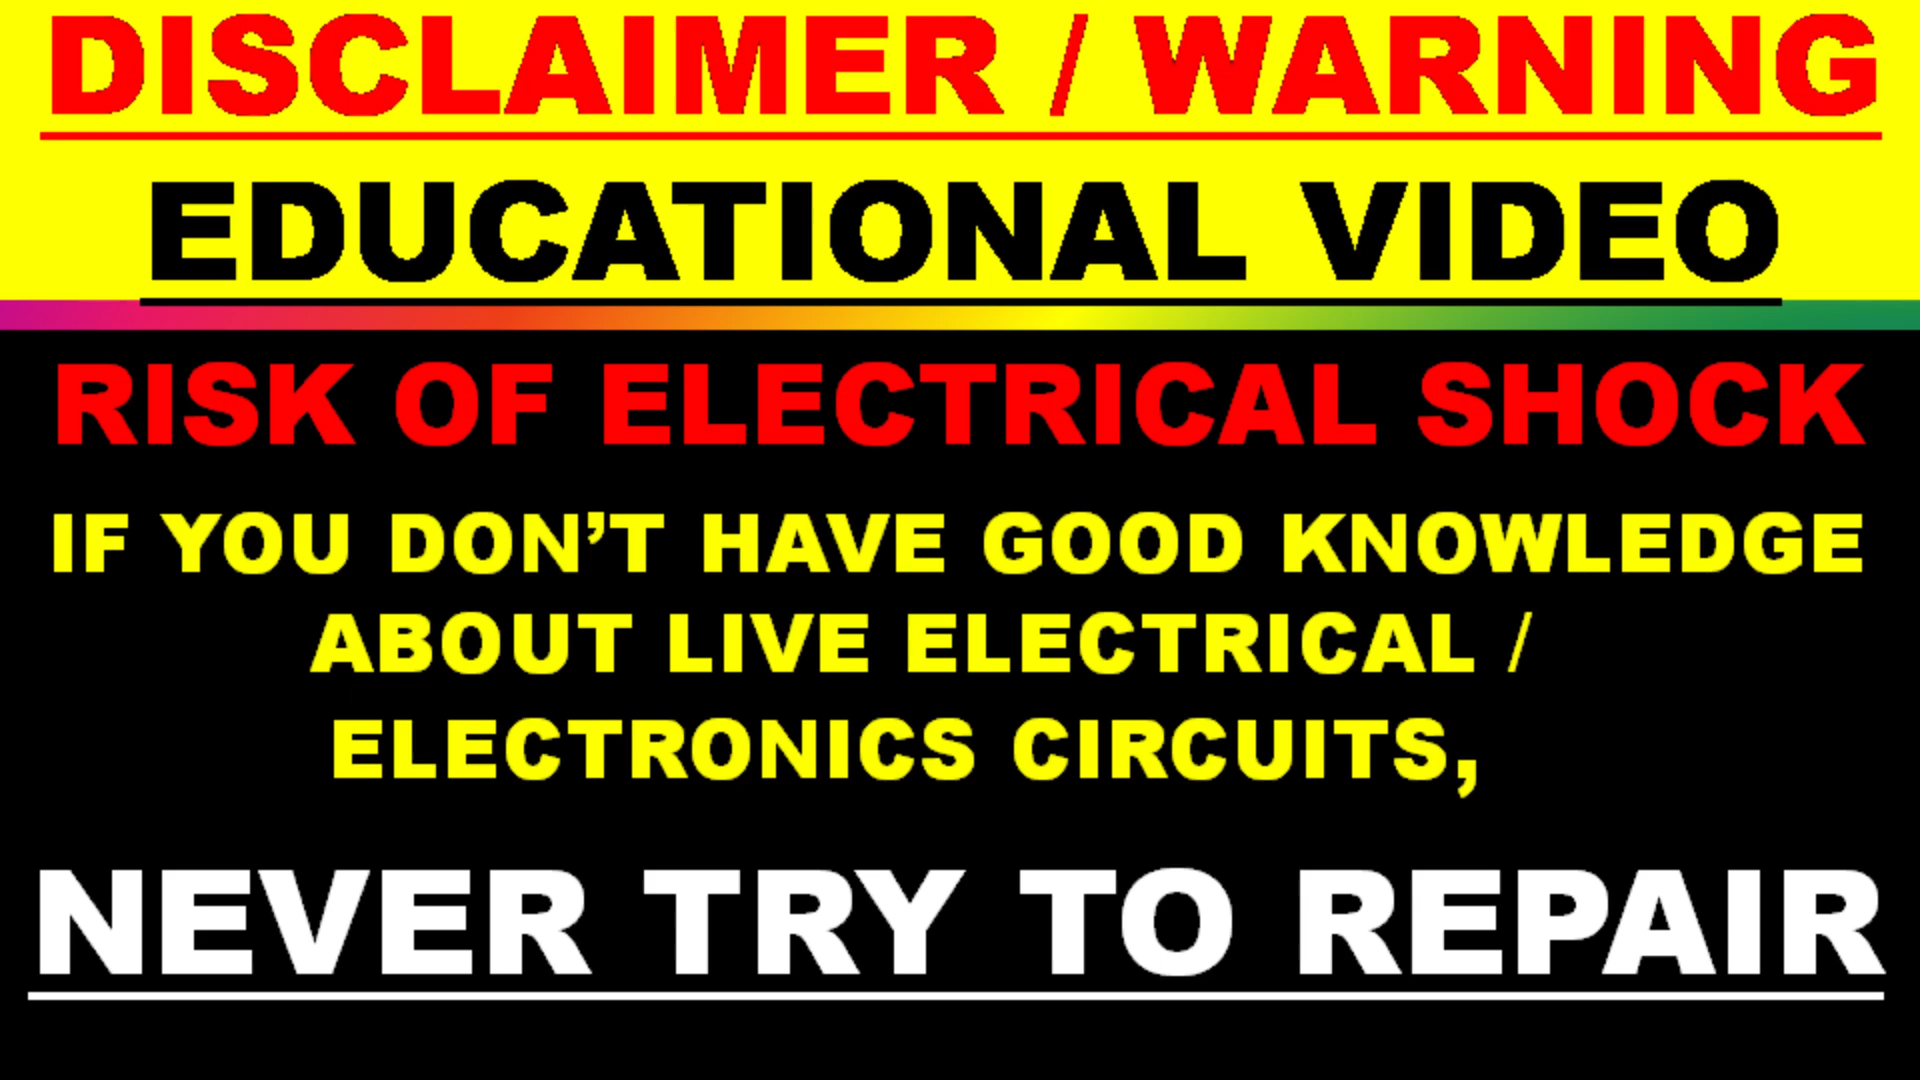 DISCLAIMER / WARNING
EDUCATIONAL VIDEO
RISK OF ELECTRICAL SHOCK
IF YOU DON’T HAVE GOOD KNOWLEDGE
ABOUT LIVE ELECTRICAL /
ELECTRONICS CIRCUITS,
NEVER TRY TO REPAIR